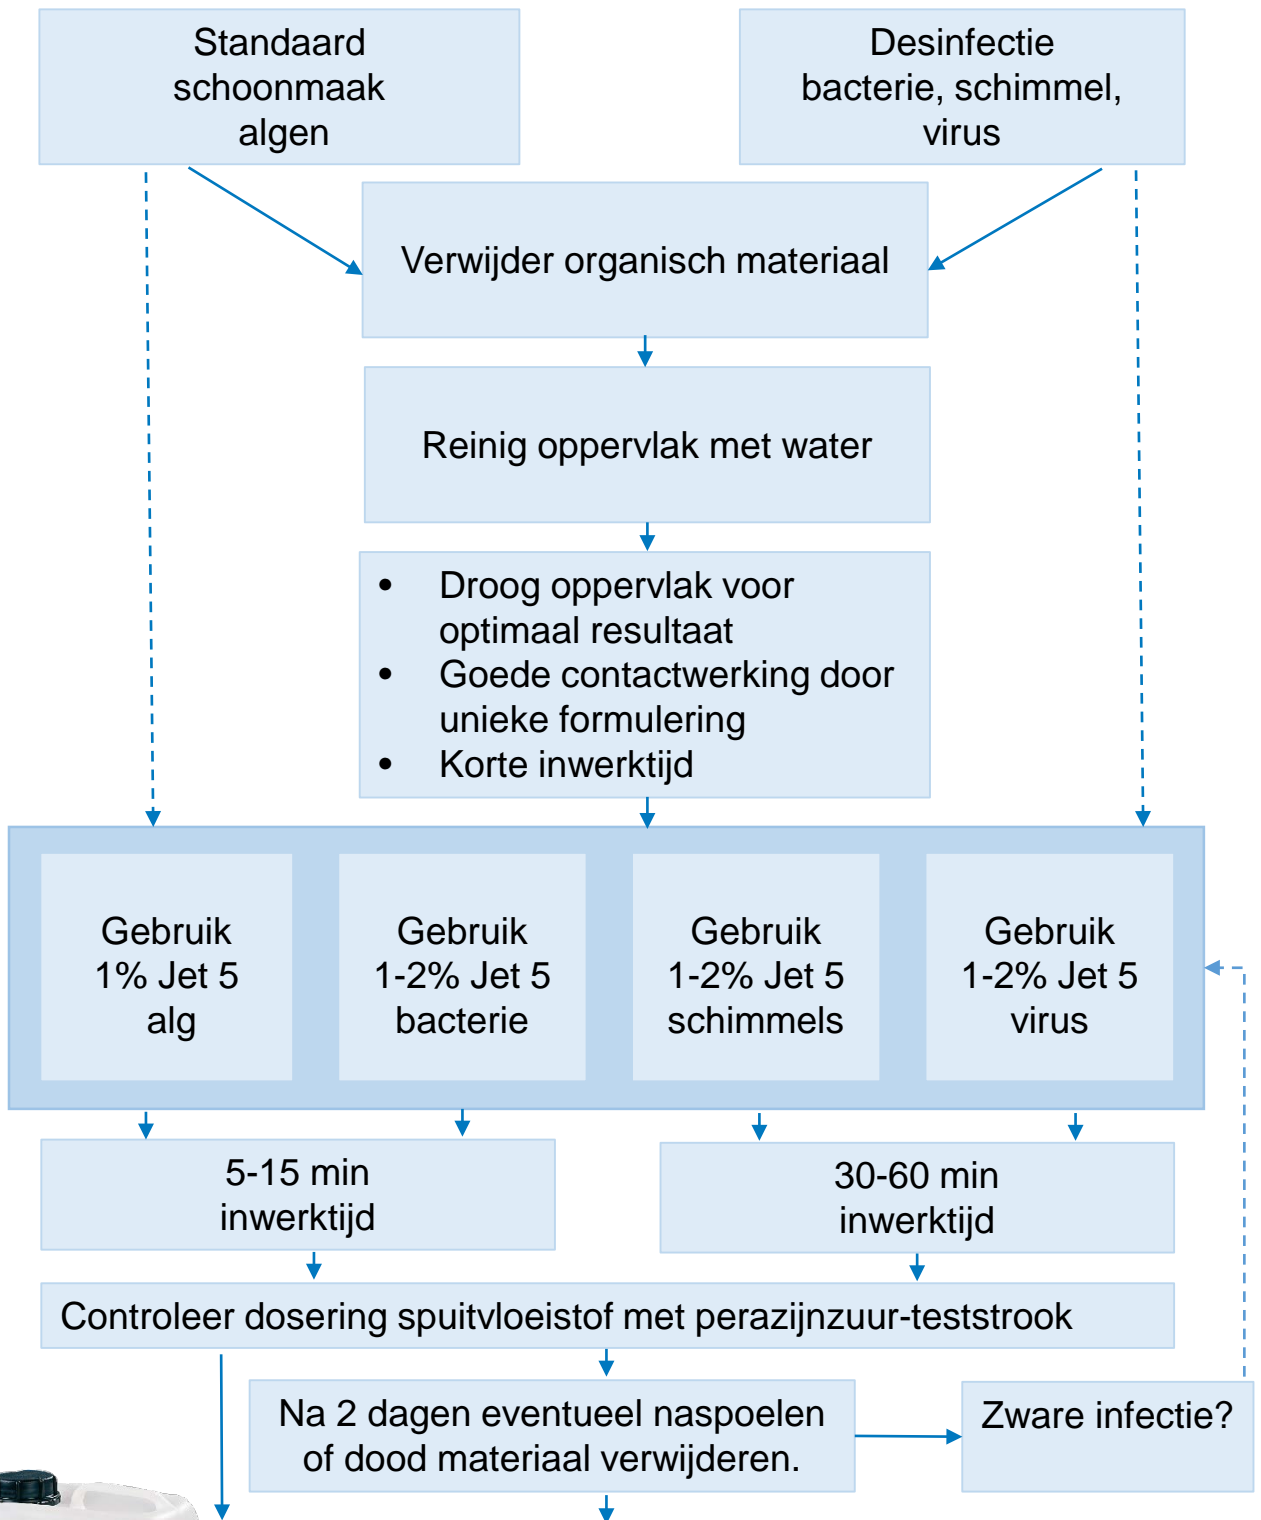 Standaard
schoonmaak
algen
Desinfectie
bacterie, schimmel,
virus
Verwijder organisch materiaal
Reinig oppervlak met water
• Droog oppervlak voor
optimaal resultaat
• Goede contactwerking door
unieke formulering
• Korte inwerktijd
Gebruik
1% Jet 5
alg
Gebruik
1-2% Jet 5
bacterie
Gebruik
1-2% Jet 5
schimmels
Gebruik
1-2% Jet 5
virus
5-15 min
inwerktijd
30-60 min
inwerktijd
Controleer dosering spuitvloeistof met perazijnzuur-teststrook
Na 2 dagen eventueel naspoelen
of dood materiaal verwijderen.
Zware infectie?